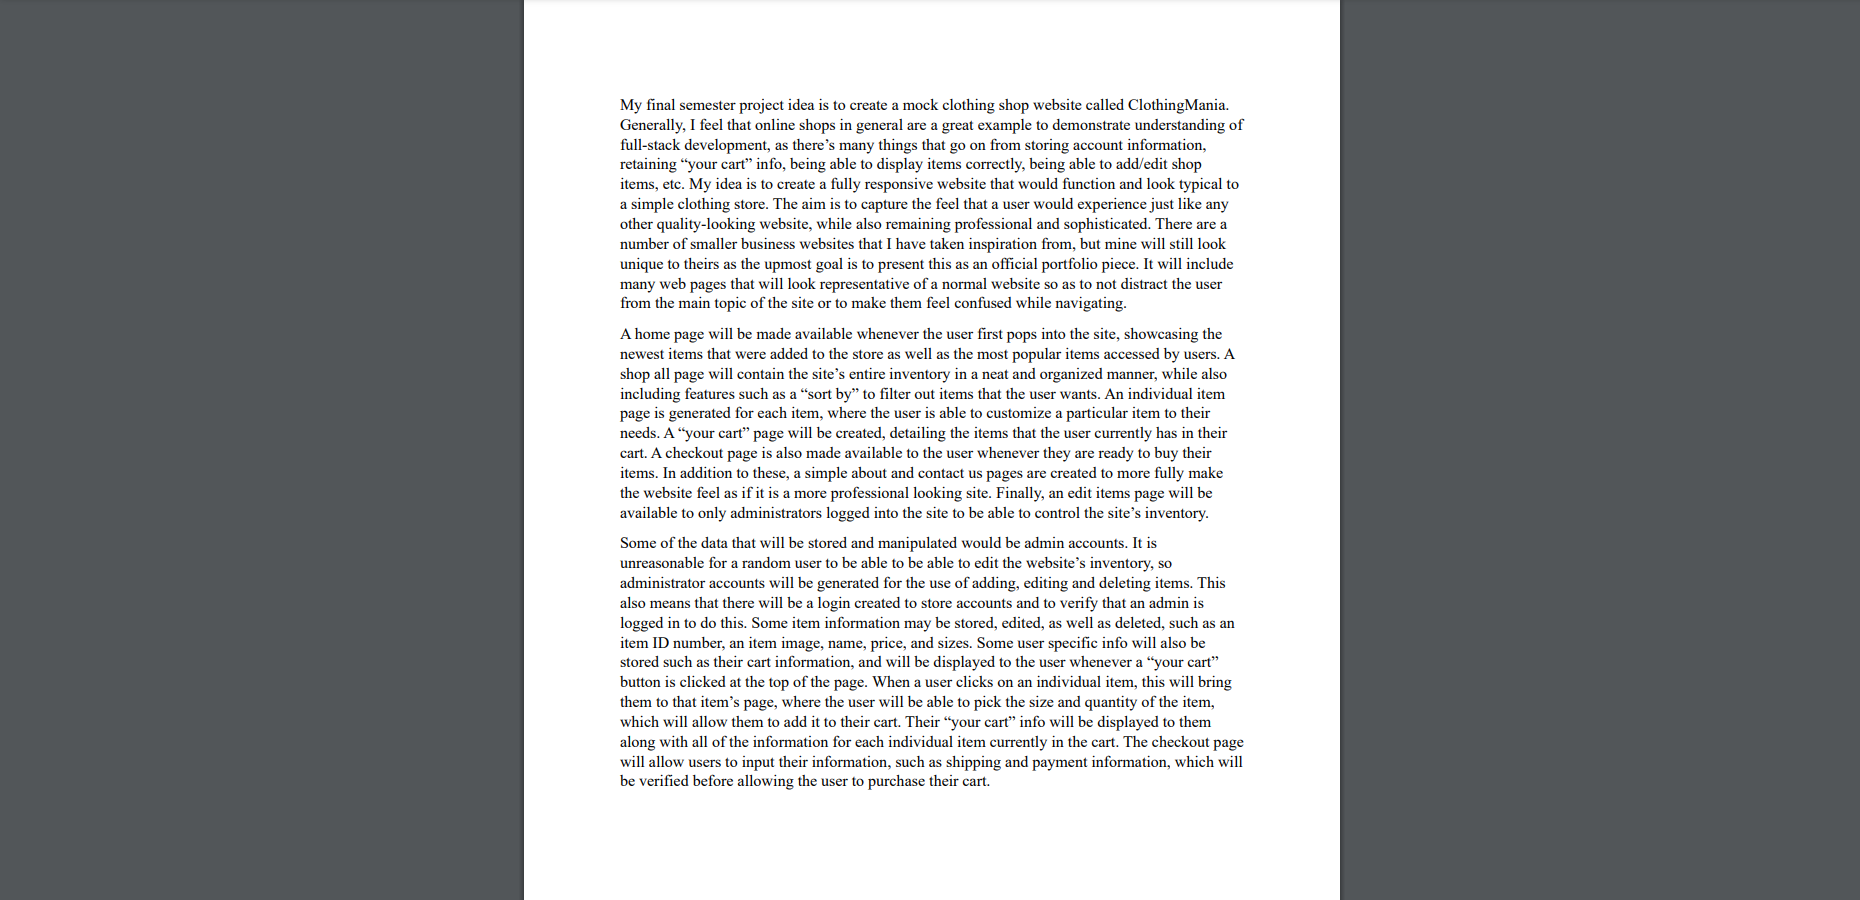 My final semester project idea is to create a mock clothing shop website called ClothingMania.
Generally, I feel that online shops in general are a great example to demonstrate understanding of
full-stack development, as there’s many things that go on from storing account information,
retaining “your cart” info, being able to display items correctly, being able to add/edit shop
items, etc. My idea is to create a fully responsive website that would function and look typical to
a simple clothing store. The aim is to capture the feel that a user would experience just like any
other quality-looking website, while also remaining professional and sophisticated. There are a
number of smaller business websites that I have taken inspiration from, but mine will still look
unique to theirs as the upmost goal is to present this as an official portfolio piece. It will include
many web pages that will look representative of a normal website so as to not distract the user
from the main topic of the site or to make them feel confused while navigating.
A home page will be made available whenever the user first pops into the site, showcasing the
newest items that were added to the store as well as the most popular items accessed by users. A
shop all page will contain the site’s entire inventory in a neat and organized manner, while also
including features such as a “sort by” to filter out items that the user wants. An individual item
page is generated for each item, where the user is able to customize a particular item to their
needs. A “your cart” page will be created, detailing the items that the user currently has in their
cart. A checkout page is also made available to the user whenever they are ready to buy their
items. In addition to these, a simple about and contact us pages are created to more fully make
the website feel as if it is a more professional looking site. Finally, an edit items page will be
available to only administrators logged into the site to be able to control the site’s inventory.
Some of the data that will be stored and manipulated would be admin accounts. It is
unreasonable for a random user to be able to be able to edit the website’s inventory, so
administrator accounts will be generated for the use of adding, editing and deleting items. This
also means that there will be a login created to store accounts and to verify that an admin is
logged in to do this. Some item information may be stored, edited, as well as deleted, such as an
item ID number, an item image, name, price, and sizes. Some user specific info will also be
stored such as their cart information, and will be displayed to the user whenever a “your cart”
button is clicked at the top of the page. When a user clicks on an individual item, this will bring
them to that item’s page, where the user will be able to pick the size and quantity of the item,
which will allow them to add it to their cart. Their “your cart” info will be displayed to them
along with all of the information for each individual item currently in the cart. The checkout page
will allow users to input their information, such as shipping and payment information, which will
be verified before allowing the user to purchase their cart.